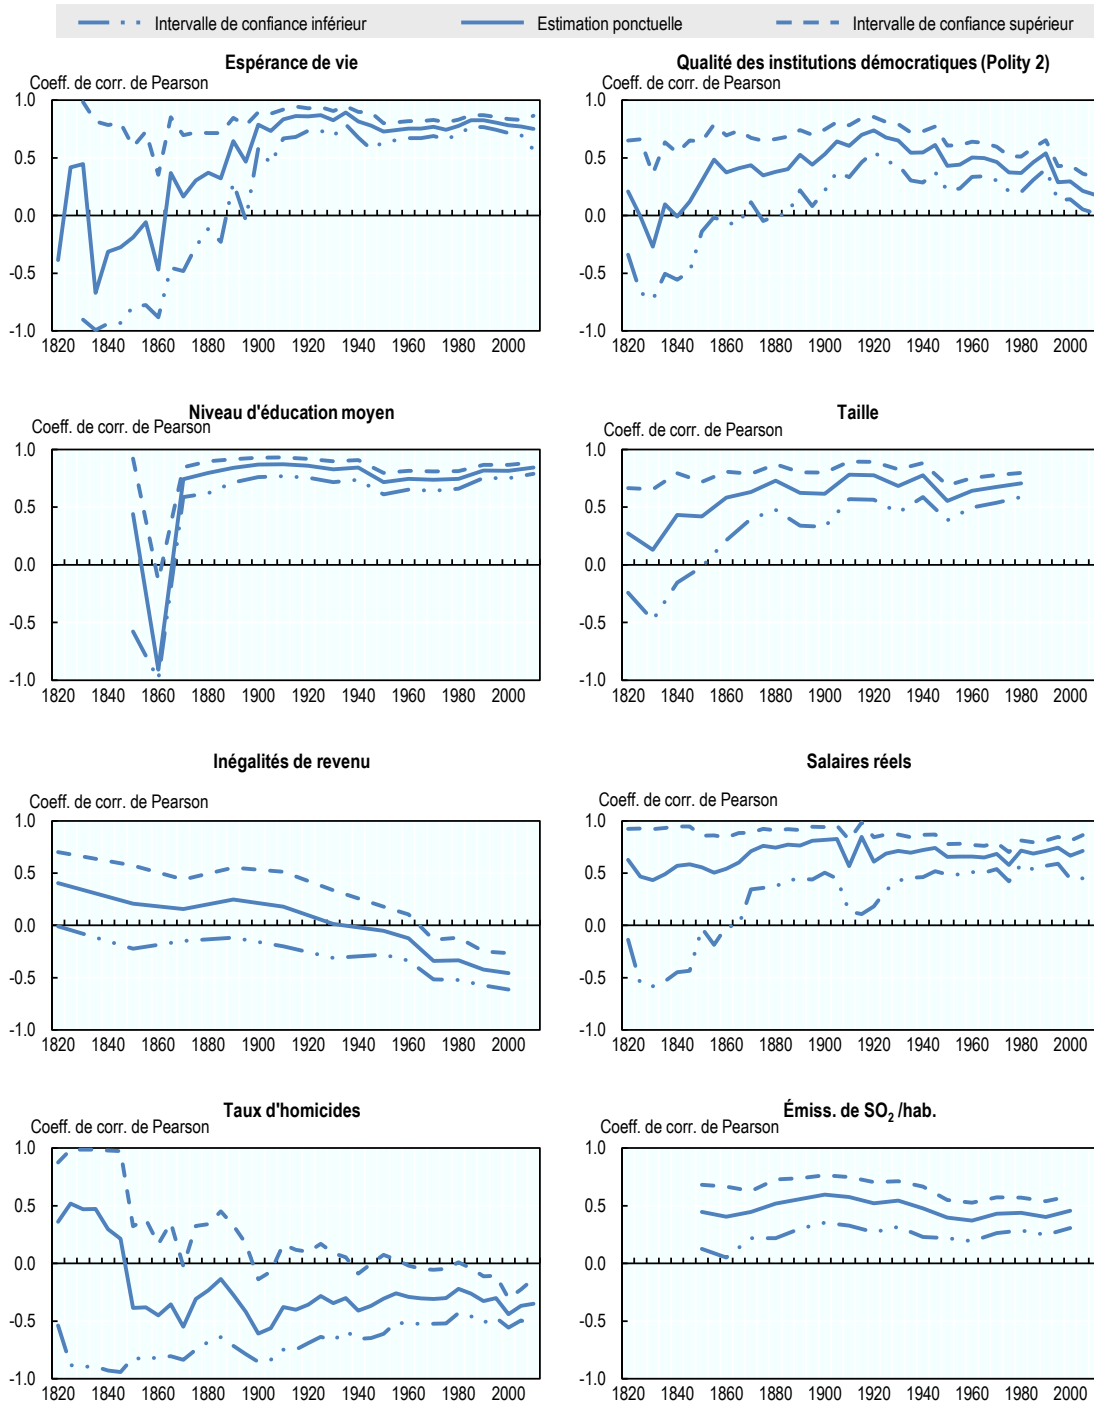 Intervalle de confiance inférieur Estimation ponctuelle Intervalle de confiance supérieur
Espérance de vie
Coeff. de corr. de Pearson
1.0
0.5
0.0
-0.5
-1.0
1820 1840 1860 1880 1900 1920 1940 1960 1980 2000
Qualité des institutions démocratiques (Polity 2)
Coeff. de corr. de Pearson
1.0
0.5
0.0
-0.5
-1.0
1820 1840 1860 1880 1900 1920 1940 1960 1980 2000
Niveau d'éducation moyen
Coeff. de corr. de Pearson
1.0
0.5
0.0
-0.5
-1.0
1820 1840 1860 1880 1900 1920 1940 1960 1980 2000
Taille
Coeff. de corr. de Pearson
1.0
0.5
0.0
-0.5
-1.0
1820 1840 1860 1880 1900 1920 1940 1960 1980 2000
Inégalités de revenu
Coeff. de corr. de Pearson
1.0
0.5
0.0
-0.5
-1.0
1820 1840 1860 1880 1900 1920 1940 1960 1980 2000
Salaires réels
Coeff. de corr. de Pearson
1.0
0.5
0.0
-0.5
-1.0
1820 1840 1860 1880 1900 1920 1940 1960 1980 2000
Taux d'homicides
Coeff. de corr. de Pearson
1.0
0.5
0.0
-0.5
-1.0
1820 1840 1860 1880 1900 1920 1940 1960 1980 2000
Émiss. de SO₂ /hab.
Coeff. de corr. de Pearson
1.0
0.5
0.0
-0.5
-1.0
1820 1840 1860 1880 1900 1920 1940 1960 1980 2000